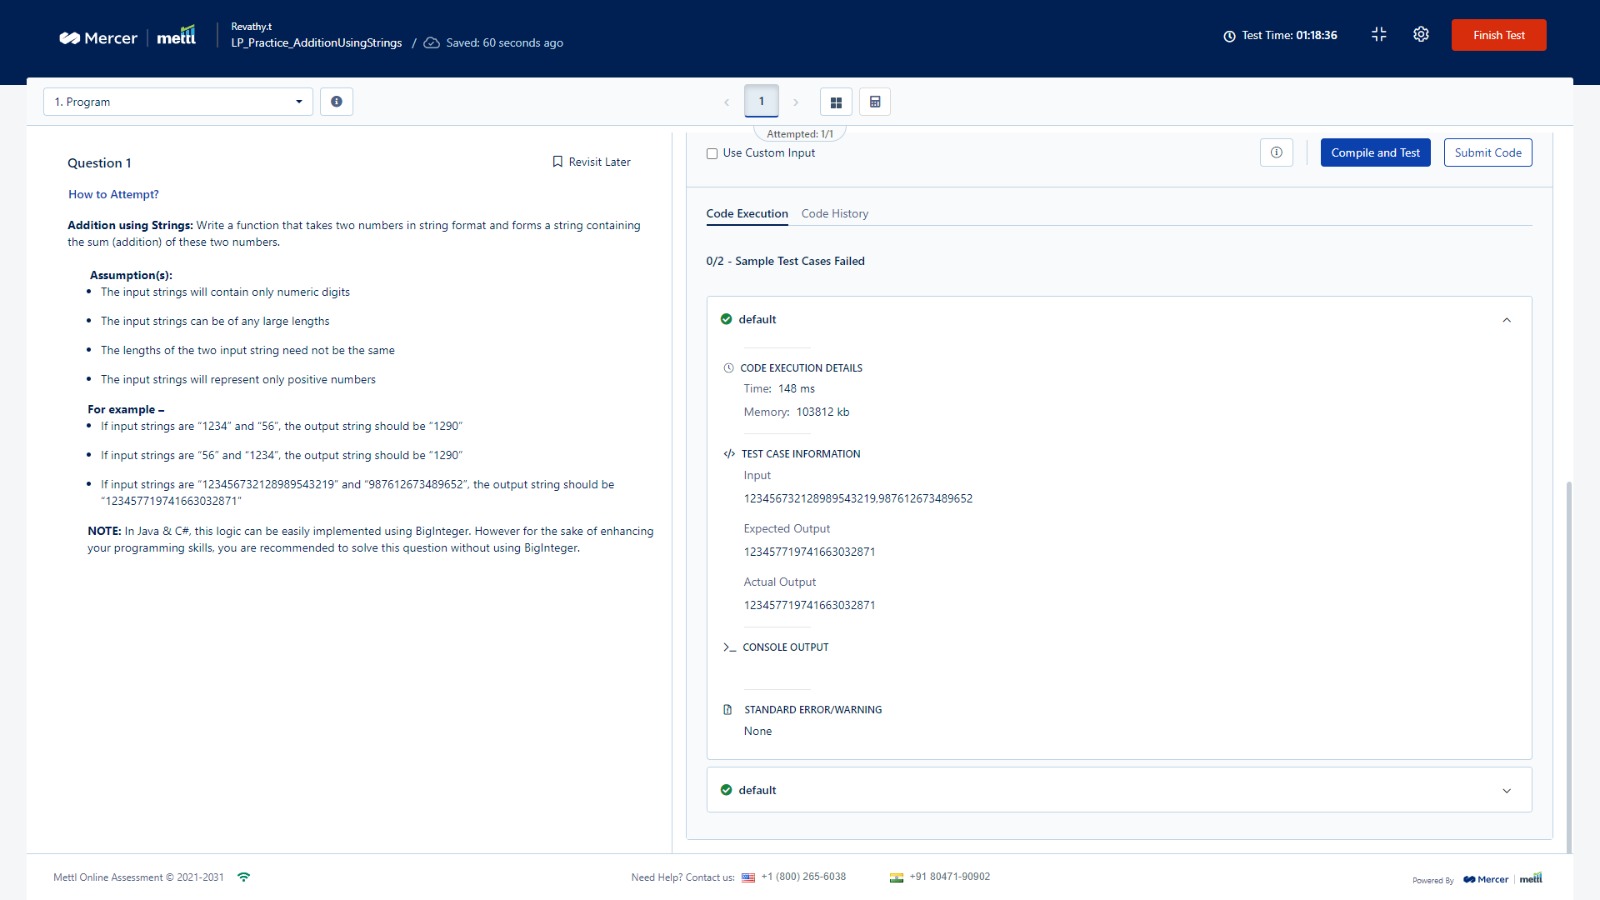 Mercer | mettl
Revathy.t
LP_Practice_AdditionUsingStrings / Saved: 60 seconds ago
Test Time: 01:18:36
Finish Test
1. Program
1
Attempted: 1/1
Question 1
Revisit Later
How to Attempt?
Addition using Strings: Write a function that takes two numbers in string format and forms a string containing
the sum (addition) of these two numbers.
Assumption(s):
• The input strings will contain only numeric digits
• The input strings can be of any large lengths
• The lengths of the two input string need not be the same
• The input strings will represent only positive numbers
For example –
• If input strings are “1234” and “56”, the output string should be “1290”
• If input strings are “56” and “1234”, the output string should be “1290”
• If input strings are “123456732128989543219” and “987612673489652”, the output string should be
“123457719741663032871”
NOTE: In Java & C#, this logic can be easily implemented using BigInteger. However for the sake of enhancing
your programming skills, you are recommended to solve this question without using BigInteger.
Use Custom Input
Compile and Test
Submit Code
Code Execution
Code History
0/2 - Sample Test Cases Failed
default
CODE EXECUTION DETAILS
Time: 148 ms
Memory: 103812 kb
</> TEST CASE INFORMATION
Input
123456732128989543219,987612673489652
Expected Output
123457719741663032871
Actual Output
123457719741663032871
>_ CONSOLE OUTPUT
STANDARD ERROR/WARNING
None
default
Mettl Online Assessment © 2021-2031
Need Help? Contact us: +1 (800) 265-6038
+91 80471-90902
Powered By Mercer | mettl